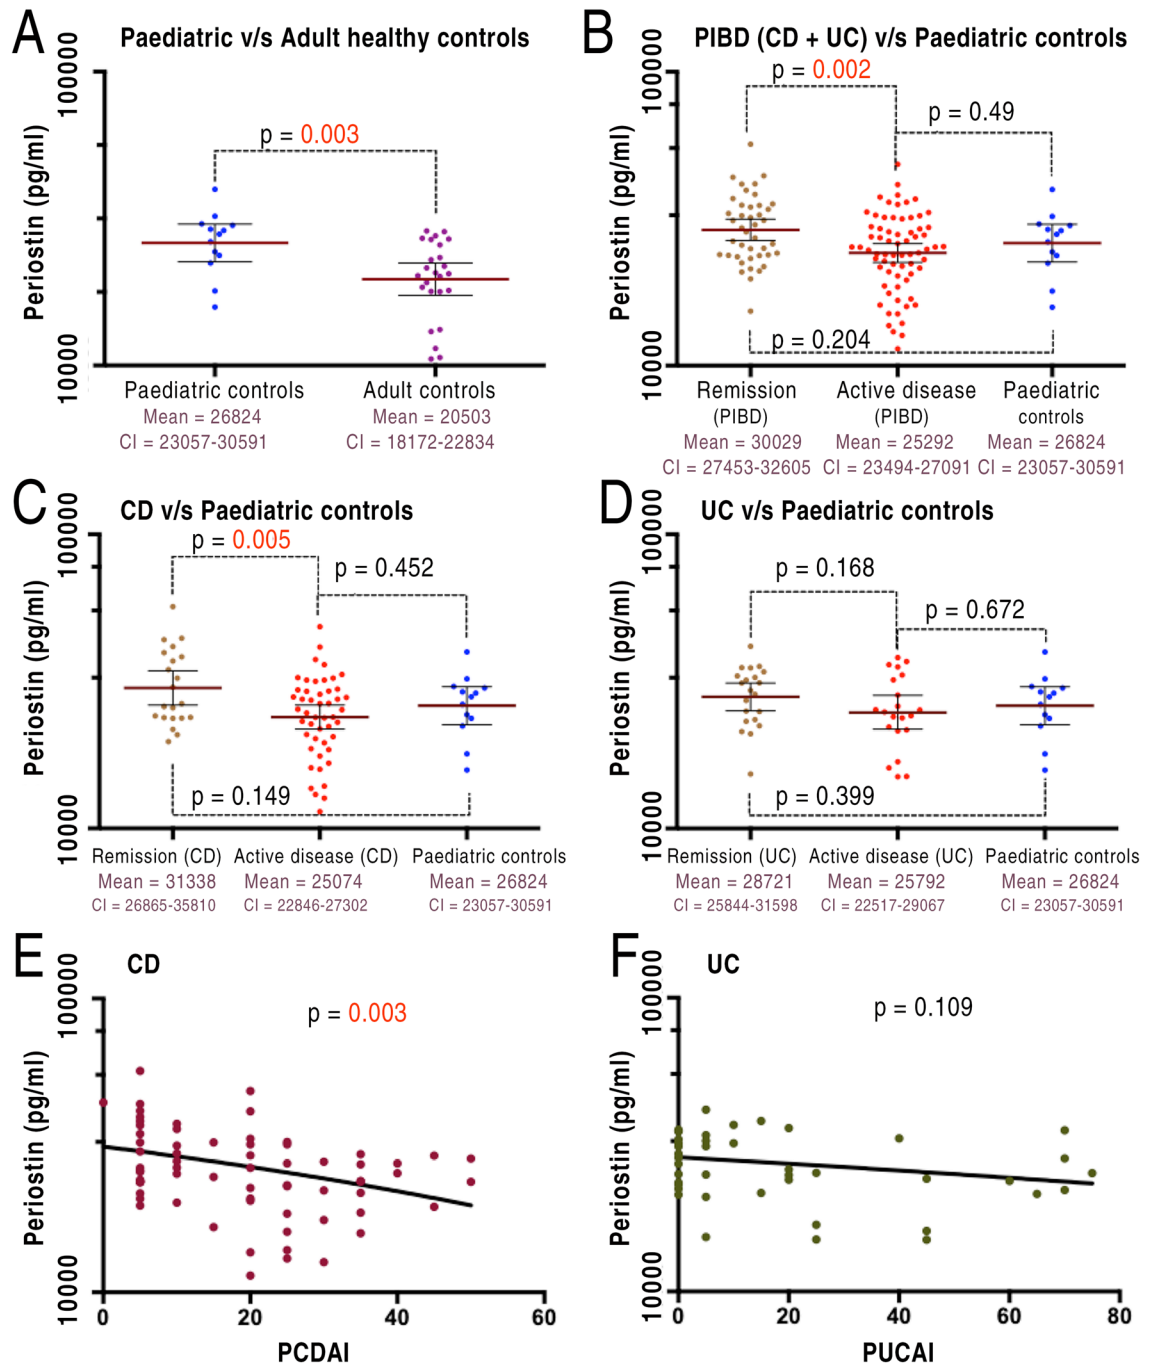 A
Paediatric v/s Adult healthy controls
100000
10000
Periostin (pg/ml)
p = 0.003
Paediatric controls
Mean = 26824
CI = 23057-30591
Adult controls
Mean = 20503
CI = 18172-22834
B
PIBD (CD + UC) v/s Paediatric controls
100000
10000
Periostin (pg/ml)
p = 0.002
p = 0.49
p = 0.204
Remission
(PIBD)
Mean = 30029
CI = 27453-32605
Active disease
(PIBD)
Mean = 25292
CI = 23494-27091
Paediatric
controls
Mean = 26824
CI = 23057-30591
C
CD v/s Paediatric controls
100000
10000
Periostin (pg/ml)
p = 0.005
p = 0.452
p = 0.149
Remission (CD)
Mean = 31338
CI = 26865-35810
Active disease (CD)
Mean = 25074
CI = 22846-27302
Paediatric controls
Mean = 26824
CI = 23057-30591
D
UC v/s Paediatric controls
100000
10000
Periostin (pg/ml)
p = 0.168
p = 0.672
p = 0.399
Remission (UC)
Mean = 28721
CI = 25844-31598
Active disease (UC)
Mean = 25792
CI = 22517-29067
Paediatric controls
Mean = 26824
CI = 23057-30591
E
CD
100000
10000
Periostin (pg/ml)
p = 0.003
0 20 40 60
PCDAI
F
UC
100000
10000
Periostin (pg/ml)
p = 0.109
0 20 40 60 80
PUCAI